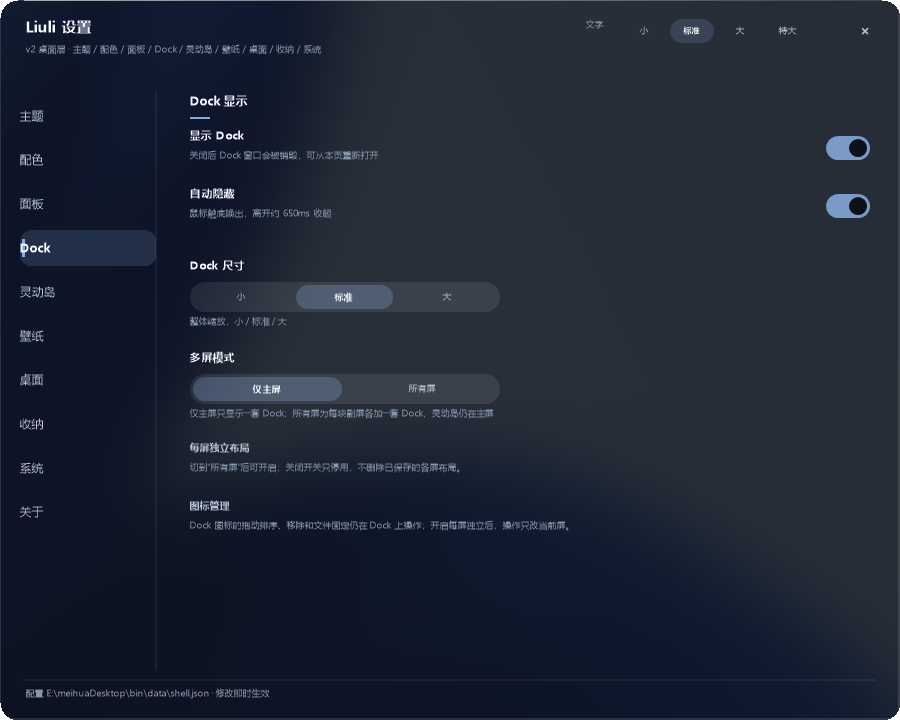 Liuli 设置
v2 桌面层 · 主题 / 配色 / 面板 / Dock / 灵动岛 / 壁纸 / 桌面 / 收纳 / 系统
文字
小
标准
大
特大
×
主题
配色
面板
Dock
灵动岛
壁纸
桌面
收纳
系统
关于
Dock 显示
显示 Dock
关闭后 Dock 窗口会被销毁，可从本页重新打开
自动隐藏
鼠标触底唤出，离开约 650ms 收起
Dock 尺寸
小
标准
大
整体缩放，小 / 标准 / 大
多屏模式
仅主屏
所有屏
仅主屏只显示一套 Dock；所有屏为每块副屏各加一套 Dock，灵动岛仍在主屏
每屏独立布局
切到“所有屏”后可开启；关闭开关只停用，不删除已保存的各屏布局。
图标管理
Dock 图标的拖动排序、移除和文件固定仍在 Dock 上操作；开启每屏独立后，操作只改当前屏。
配置 E:\meihuaDesktop\bin\data\shell.json · 修改即时生效